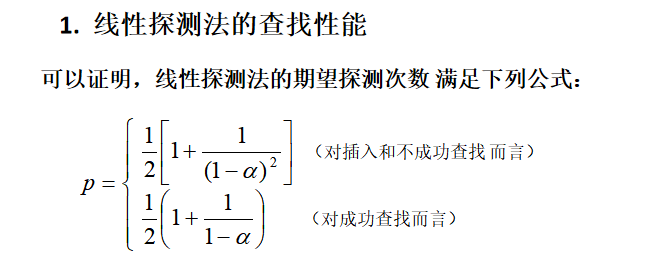 1. 线性探测法的查找性能
可以证明，线性探测法的期望探测次数 满足下列公式：
p = { 1/2 [1 + 1/(1 − α)²] （对插入和不成功查找 而言）
1/2 (1 + 1/(1 − α)) （对成功查找而言）